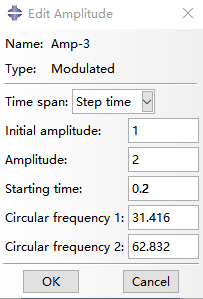 Edit Amplitude
Name: Amp-3
Type: Modulated
Time span: Step time
Initial amplitude: 1
Amplitude: 2
Starting time: 0.2
Circular frequency 1: 31.416
Circular frequency 2: 62.832
OK Cancel